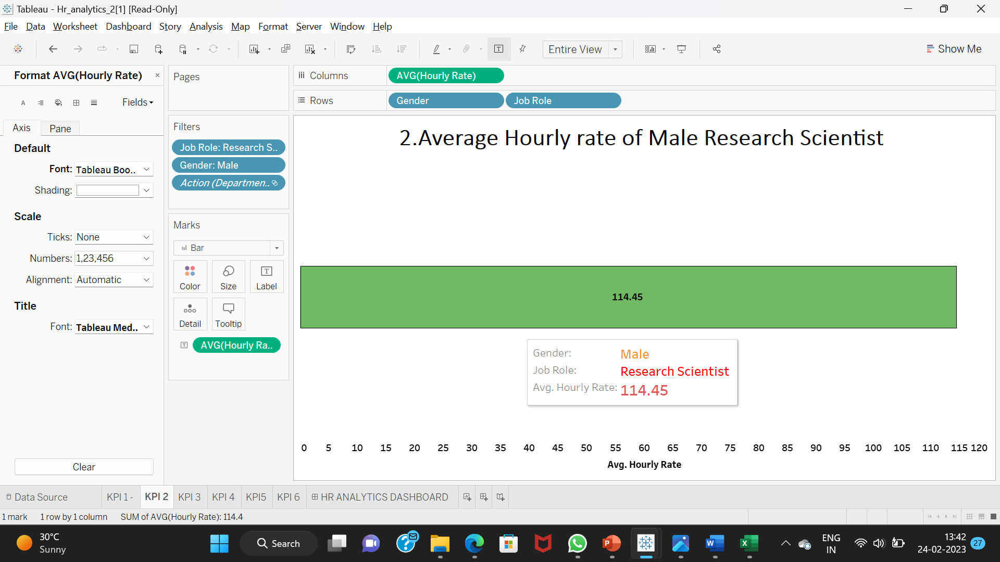 Tableau - Hr_analytics_2[1] [Read-Only]
File Data Worksheet Dashboard Story Analysis Map Format Server Window Help
Entire View
Show Me
Format AVG(Hourly Rate)
Fields
Axis Pane
Default
Font: Tableau Boo..
Shading:
Scale
Ticks: None
Numbers: 1,23,456
Alignment: Automatic
Title
Font: Tableau Med..
Clear
Pages
Filters
Job Role: Research S..
Gender: Male
Action (Departmen..
Marks
Bar
Color Size Label
Detail Tooltip
AVG(Hourly Ra..
Columns AVG(Hourly Rate)
Rows Gender Job Role
2.Average Hourly rate of Male Research Scientist
114.45
Gender: Male
Job Role: Research Scientist
Avg. Hourly Rate: 114.45
0 5 10 15 20 25 30 35 40 45 50 55 60 65 70 75 80 85 90 95 100 105 110 115 120
Avg. Hourly Rate
Data Source KPI 1 - KPI 2 KPI 3 KPI 4 KPI5 KPI 6 HR ANALYTICS DASHBOARD
1 mark 1 row by 1 column SUM of AVG(Hourly Rate): 114.4
30°C
Sunny
Search
ENG
IN
13:42
24-02-2023
27